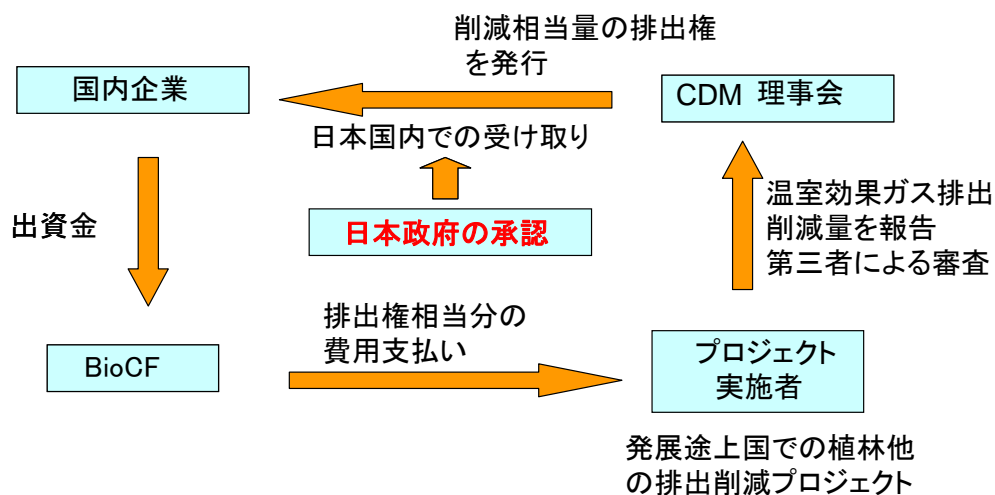 削減相当量の排出権
を発行
国内企業
CDM 理事会
日本国内での受け取り
温室効果ガス排出
削減量を報告
第三者による審査
出資金
日本政府の承認
排出権相当分の
費用支払い
BioCF
プロジェクト
実施者
発展途上国での植林他
の排出削減プロジェクト